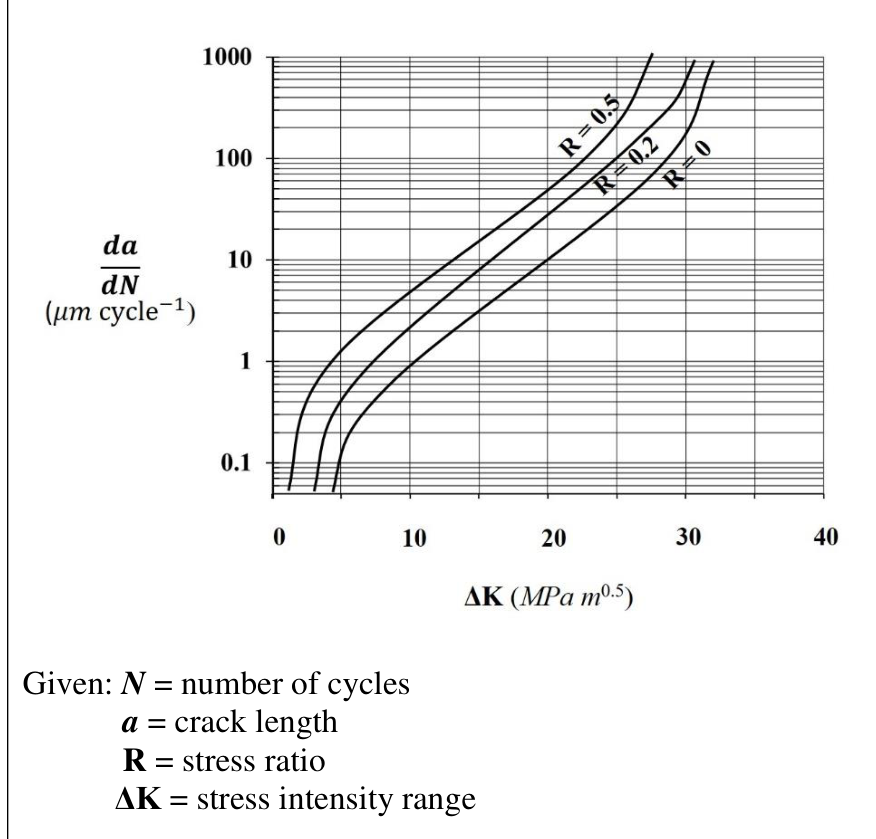 1000
100
10
1
0.1
da
dN
(μm cycle⁻¹)
R = 0.5
R = 0.2
R = 0
0 10 20 30 40
ΔK (MPa m⁰·⁵)
Given: N = number of cycles
a = crack length
R = stress ratio
ΔK = stress intensity range